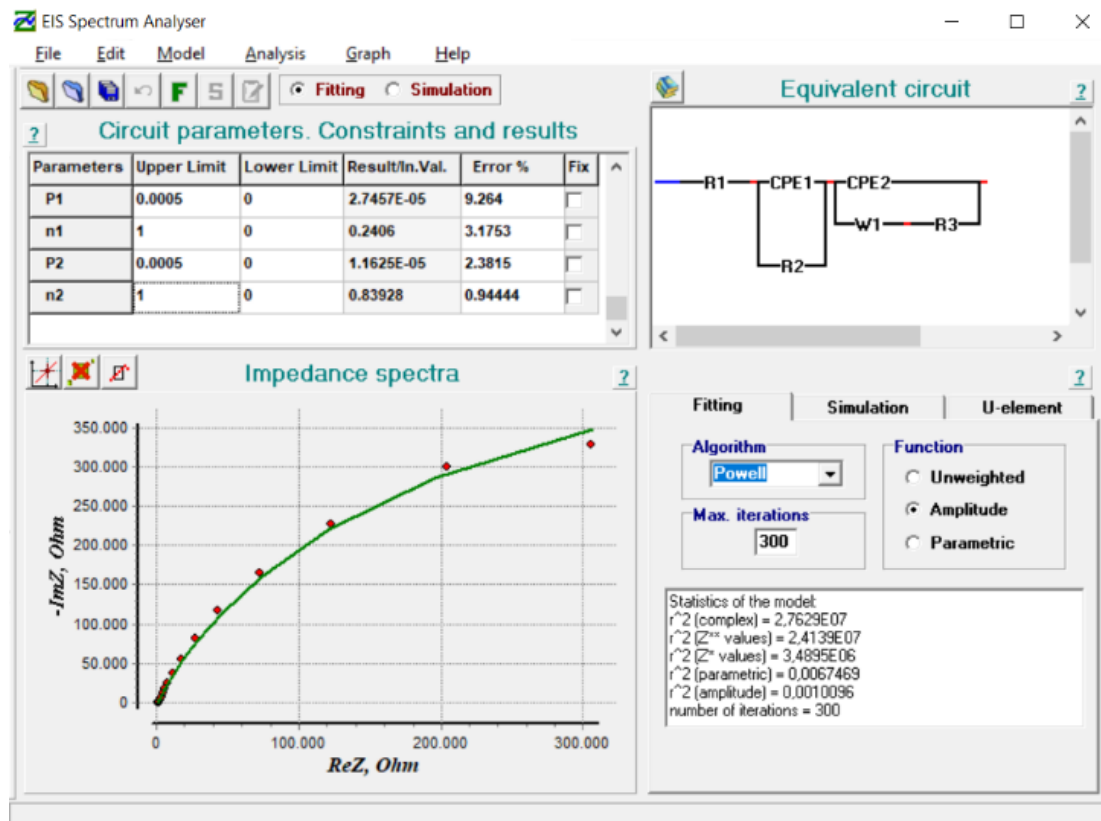 EIS Spectrum Analyser
File Edit Model Analysis Graph Help
F S Fitting Simulation
? Circuit parameters. Constraints and results
Parameters Upper Limit Lower Limit Result/In.Val. Error % Fix
P1 0.0005 0 2.7457E-05 9.264
n1 1 0 0.2406 3.1753
P2 0.0005 0 1.1625E-05 2.3815
n2 1 0 0.83928 0.94444
Equivalent circuit ?
R1 CPE1 CPE2
W1 R3
R2
Impedance spectra ?
350.000
300.000
250.000
200.000
150.000
100.000
50.000
0
-ImZ, Ohm
0 100.000 200.000 300.000
ReZ, Ohm
?
Fitting Simulation U-element
Algorithm
Powell
Max. iterations
300
Function
Unweighted
Amplitude
Parametric
Statistics of the model:
r^2 (complex) = 2,7629E07
r^2 (Z'' values) = 2,4139E07
r^2 (Z' values) = 3,4895E06
r^2 (parametric) = 0,0067469
r^2 (amplitude) = 0,0010096
number of iterations = 300